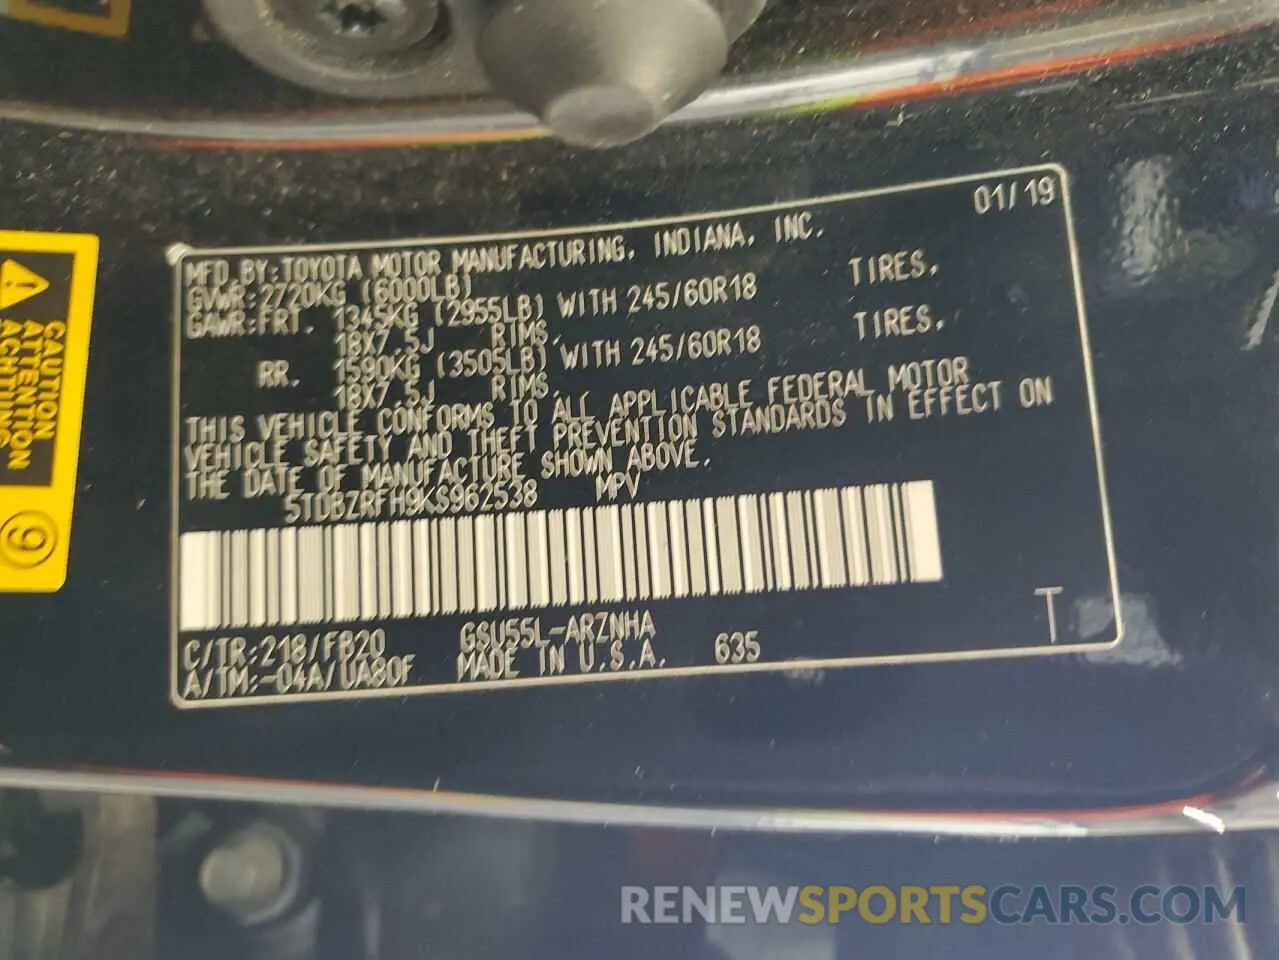 01/19
MFD.BY:TOYOTA MOTOR MANUFACTURING, INDIANA, INC.
GVWR:2720KG (6000LB)
GAWR:FRT. 1345KG (2955LB) WITH 245/60R18 TIRES,
18X7.5J RIMS.
RR. 1590KG (3505LB) WITH 245/60R18 TIRES,
18X7.5J RIMS.
THIS VEHICLE CONFORMS TO ALL APPLICABLE FEDERAL MOTOR
VEHICLE SAFETY AND THEFT PREVENTION STANDARDS IN EFFECT ON
THE DATE OF MANUFACTURE SHOWN ABOVE.
5TDBZRFH9KS962538 MPV
C/TR:218/FB20 GSU55L-ARZNHA
A/TM:-04A/UA80F MADE IN U.S.A. 635
T
CAUTION
ATTENTION
ACHTUNG
9
RENEWSPORTSCARS.COM